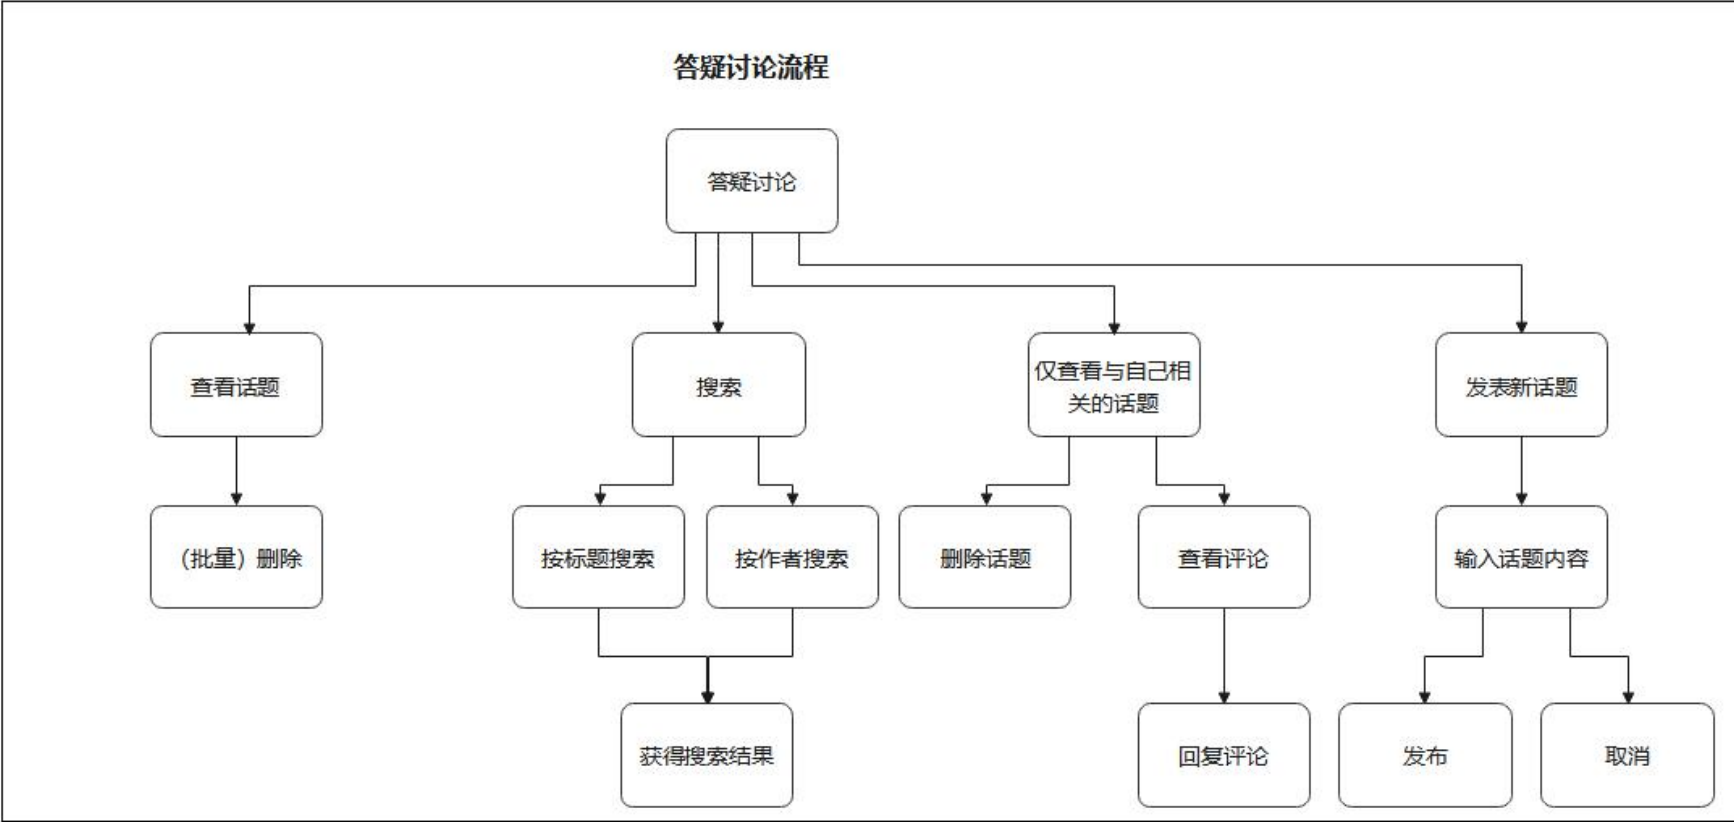 答疑讨论流程
答疑讨论
查看话题
搜索
仅查看与自己相
关的话题
发表新话题
（批量）删除
按标题搜索
按作者搜索
删除话题
查看评论
输入话题内容
获得搜索结果
回复评论
发布
取消